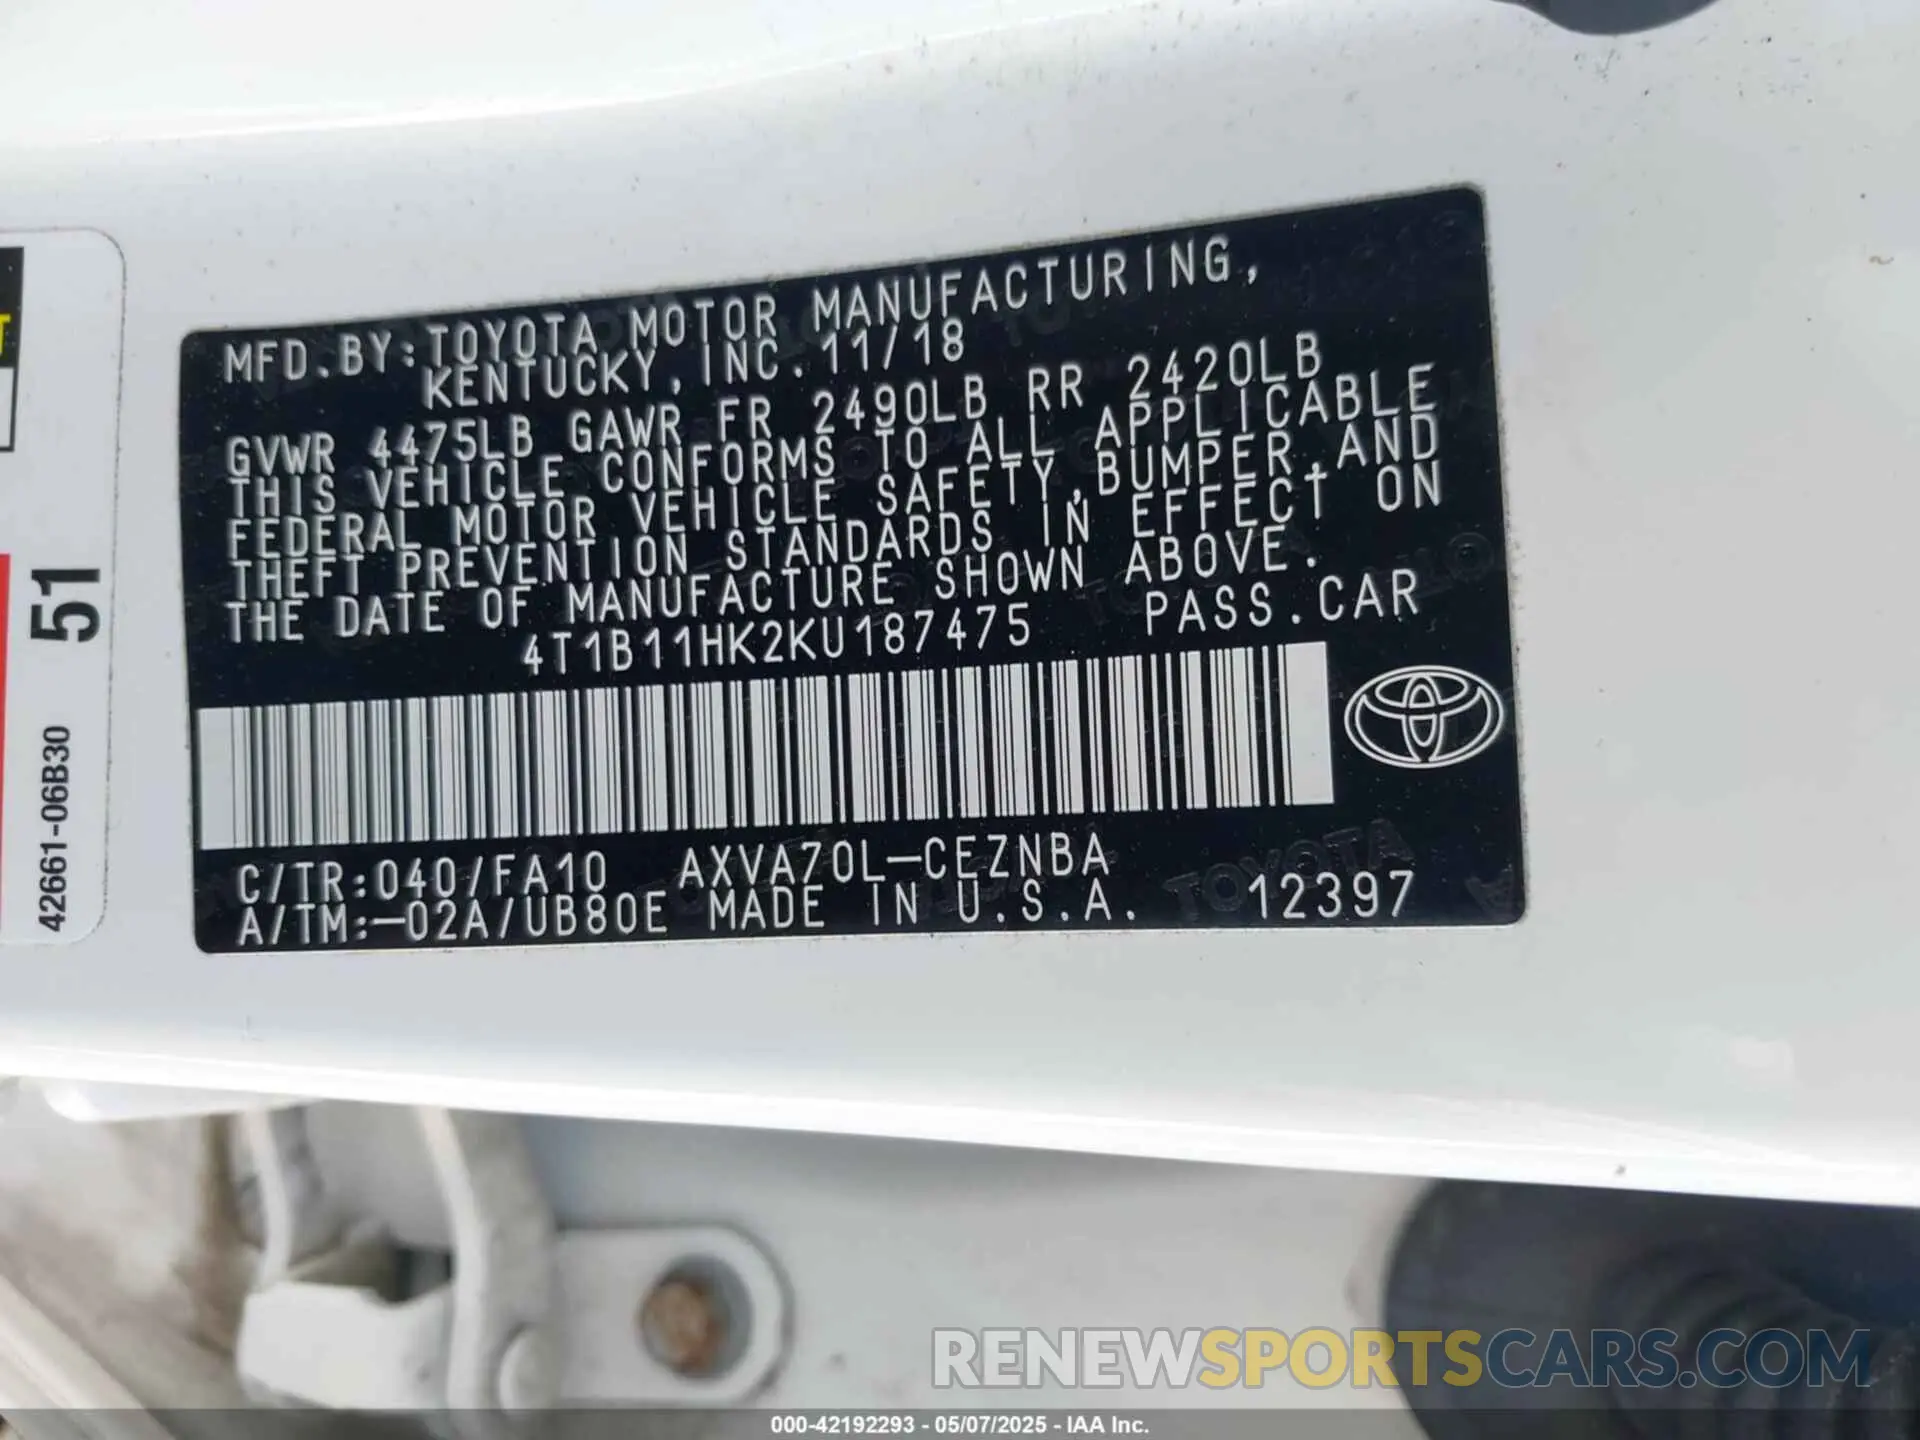 MFD.BY:TOYOTA MOTOR MANUFACTURING,
KENTUCKY, INC. 11/18
GVWR 4475LB GAWR FR 2490LB RR 2420LB
THIS VEHICLE CONFORMS TO ALL APPLICABLE
FEDERAL MOTOR VEHICLE SAFETY, BUMPER, AND
THEFT PREVENTION STANDARDS IN EFFECT ON
THE DATE OF MANUFACTURE SHOWN ABOVE.
4T1B11HK2KU187475 PASS.CAR
C/TR:040/FA10 AXVA70L-CEZNBA
A/TM:-02A/UB80E MADE IN U.S.A. 12397
51
42661-06B30
TOYOTA
RENEWSPORTSCARS.COM
000-42192293 - 05/07/2025 - IAA Inc.